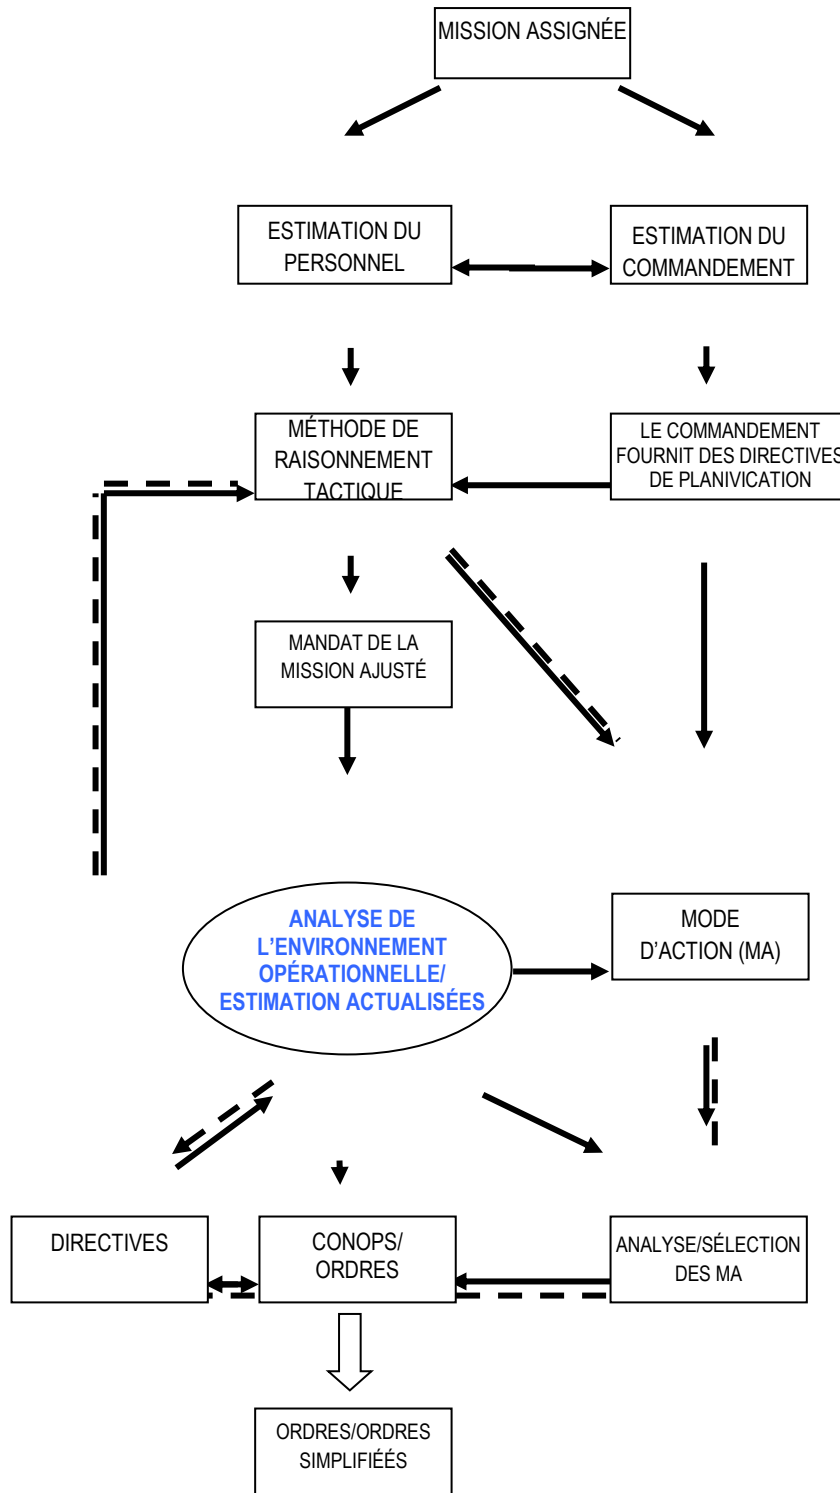 MISSION ASSIGNÉE
ESTIMATION DU
PERSONNEL
ESTIMATION DU
COMMANDEMENT
MÉTHODE DE
RAISONNEMENT
TACTIQUE
LE COMMANDEMENT
FOURNIT DES DIRECTIVES
DE PLANIVICATION
MANDAT DE LA
MISSION AJUSTÉ
ANALYSE DE
L'ENVIRONNEMENT
OPÉRATIONNELLE/
ESTIMATION ACTUALISÉES
MODE
D'ACTION (MA)
DIRECTIVES
CONOPS/
ORDRES
ANALYSE/SÉLECTION
DES MA
ORDRES/ORDRES
SIMPLIFIÉÉS